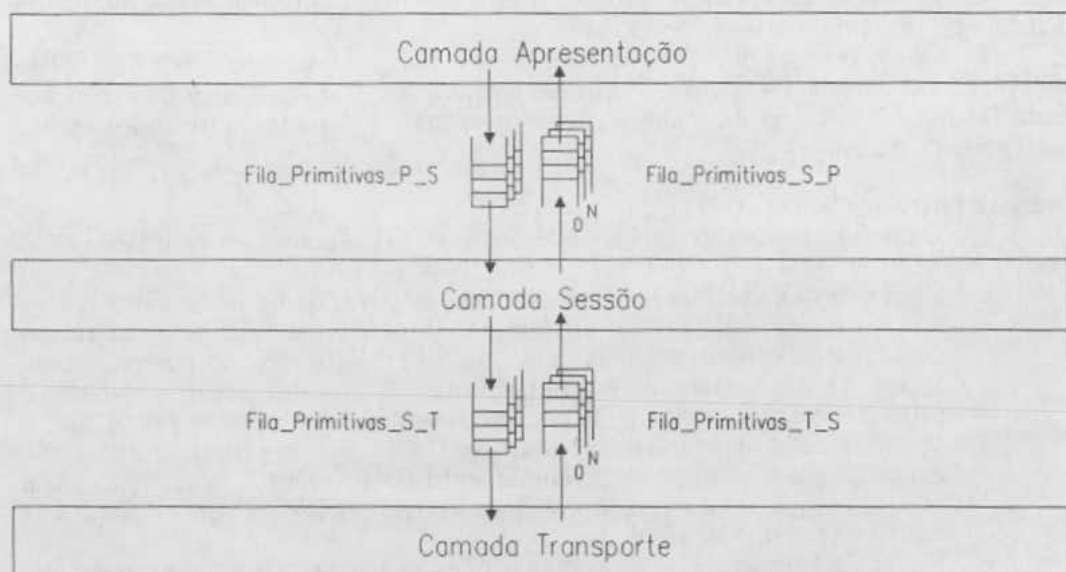 Camada Apresentação
Fila_Primitivas_P_S
Fila_Primitivas_S_P
0 N
Camada Sessão
Fila_Primitivas_S_T
Fila_Primitivas_T_S
0 N
Camada Transporte